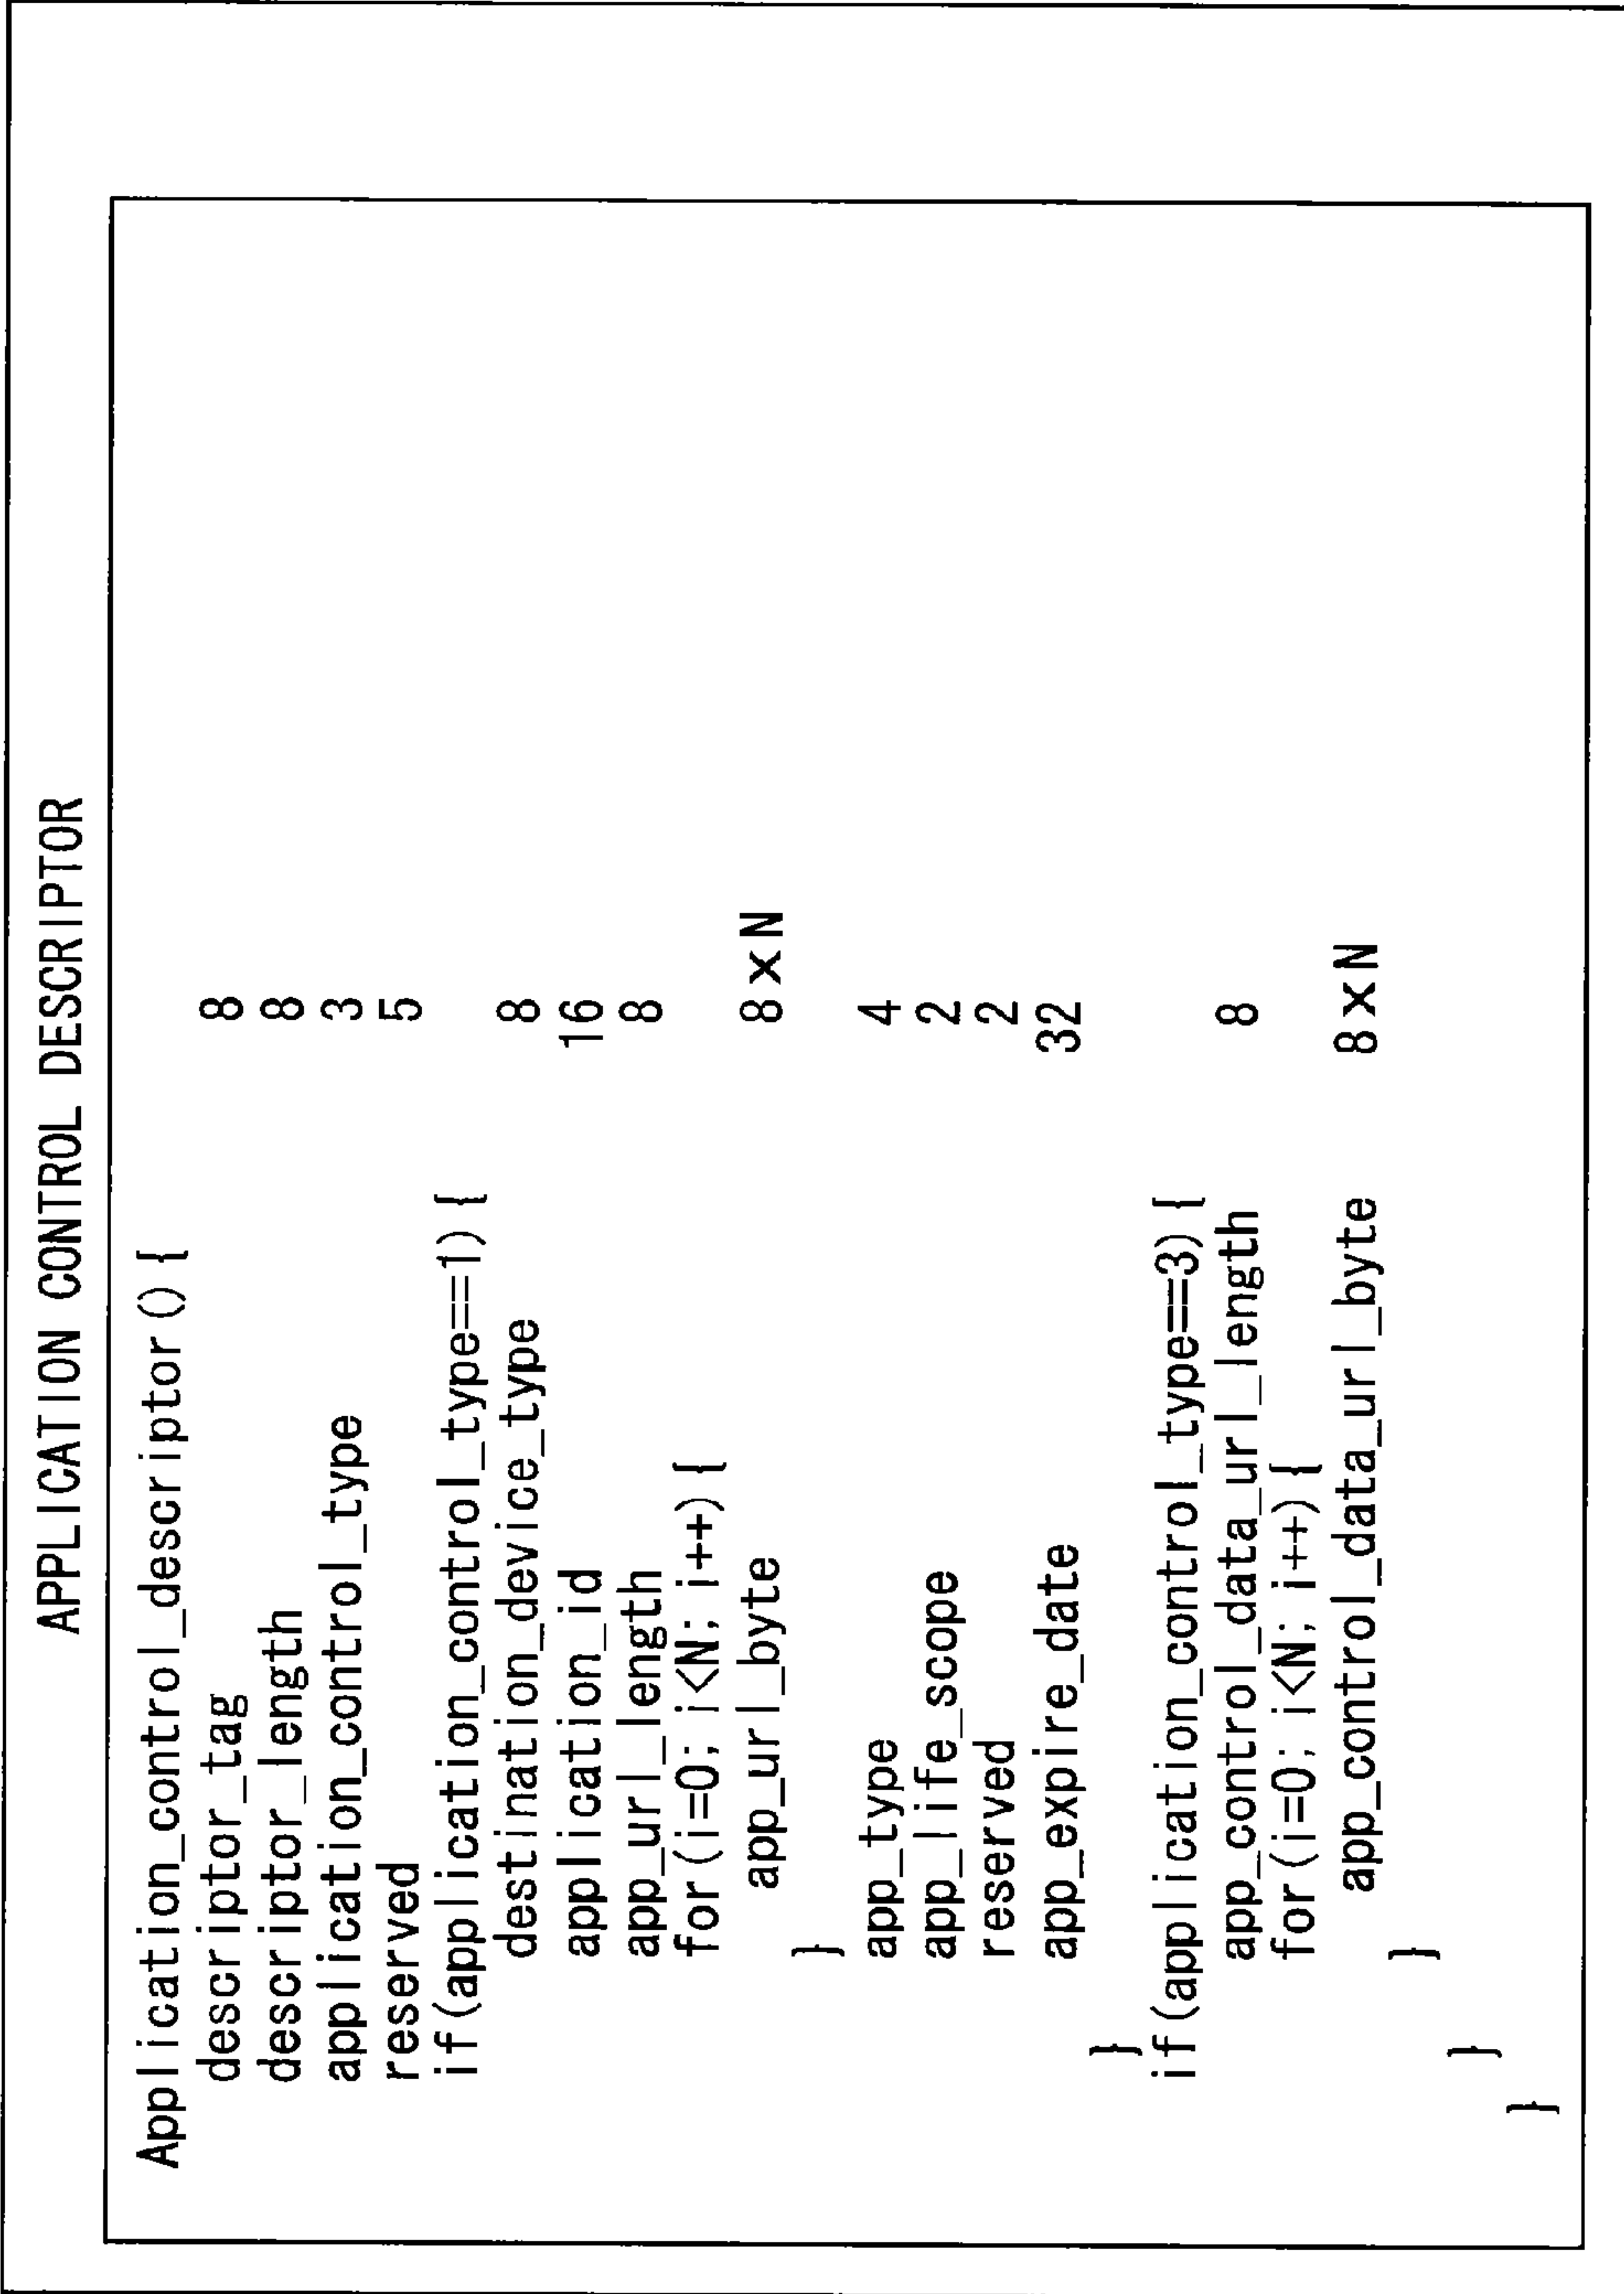 APPLICATION CONTROL DESCRIPTOR
Application_control_descriptor() {
descriptor_tag 8
descriptor_length 8
application_control_type 3
reserved 5
if(application_control_type==1) {
destination_device_type 8
application_id 16
app_url_length 8
for(i=0; i<N; i++) {
app_url_byte 8×N
}
app_type 4
app_life_scope 2
reserved 2
app_expire_date 32
}
if(application_control_type==3) {
app_control_data_url_length 8
for(i=0; i<N; i++) {
app_control_data_url_byte 8×N
}
}
}